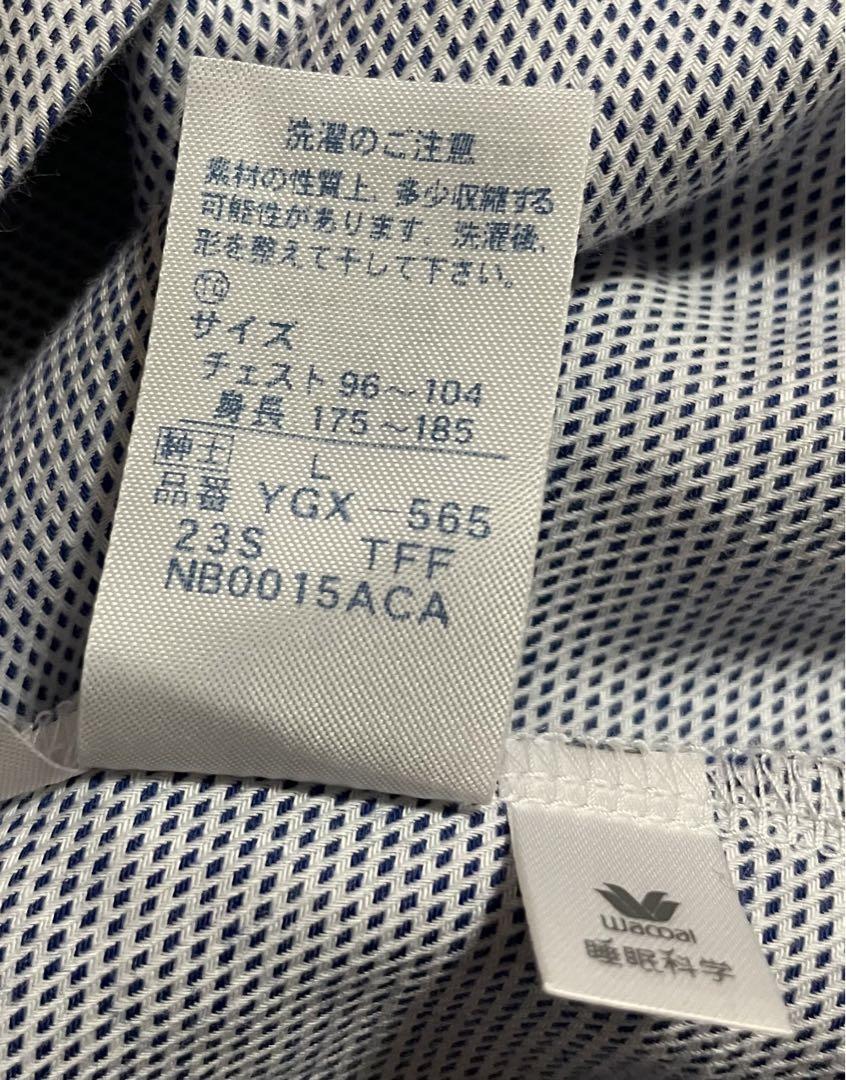 洗濯のご注意
素材の性質上、多少収縮する
可能性があります。洗濯後、
形を整えて干して下さい。
⑯
サイズ
チェスト 96～104
身長 175～185
紳士 L
品番 YGX-565
23S TFF
NB0015ACA
Wacoal
睡眠科学